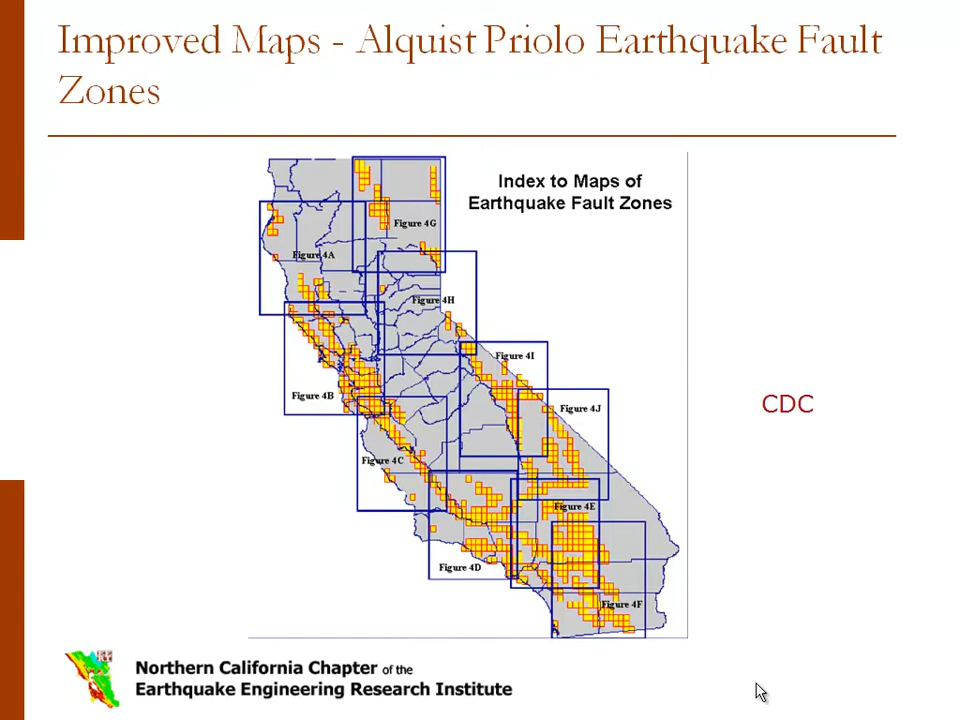 Improved Maps - Alquist Priolo Earthquake Fault
Zones
Index to Maps of
Earthquake Fault Zones
Figure 4G
Figure 4A
Figure 4H
Figure 4I
Figure 4B
Figure 4J
CDC
Figure 4C
Figure 4E
Figure 4D
Figure 4F
Northern California Chapter of the
Earthquake Engineering Research Institute